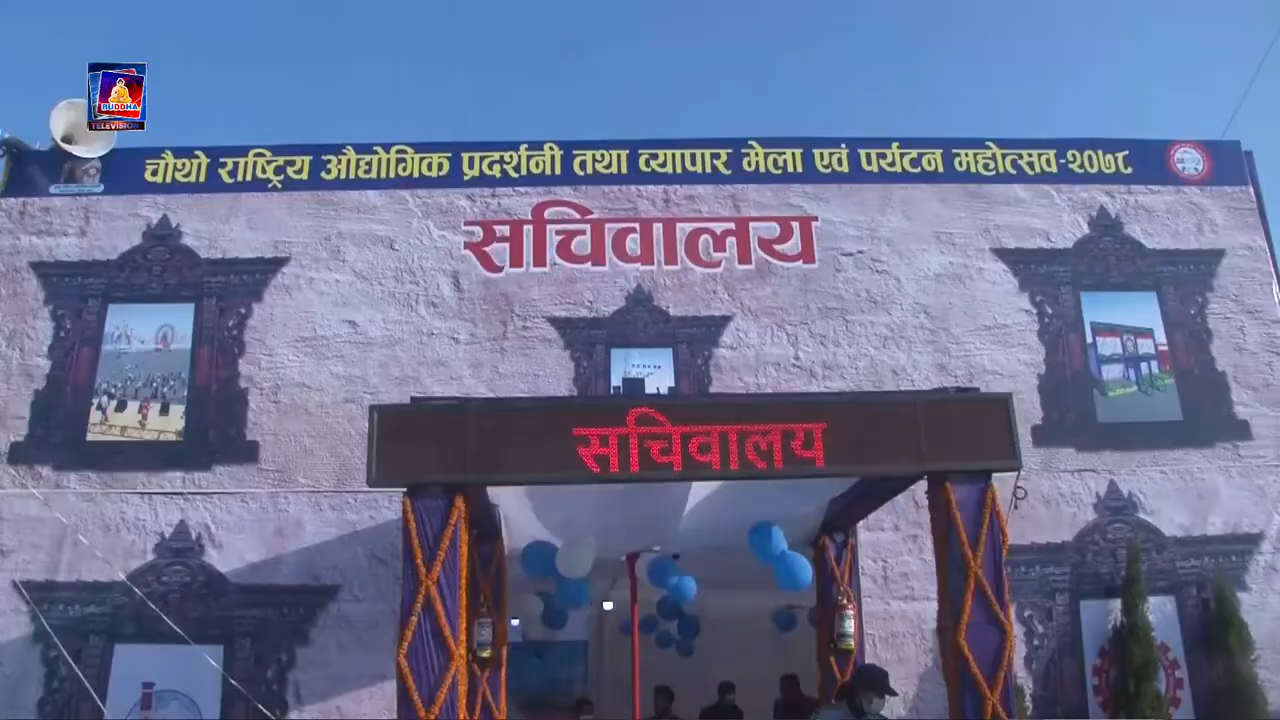 BUDDHA
TELEVISION
चौथो राष्ट्रिय औद्योगिक प्रदर्शनी तथा व्यापार मेला एवं पर्यटन महोत्सव-२०७८
सचिवालय
सचिवालय